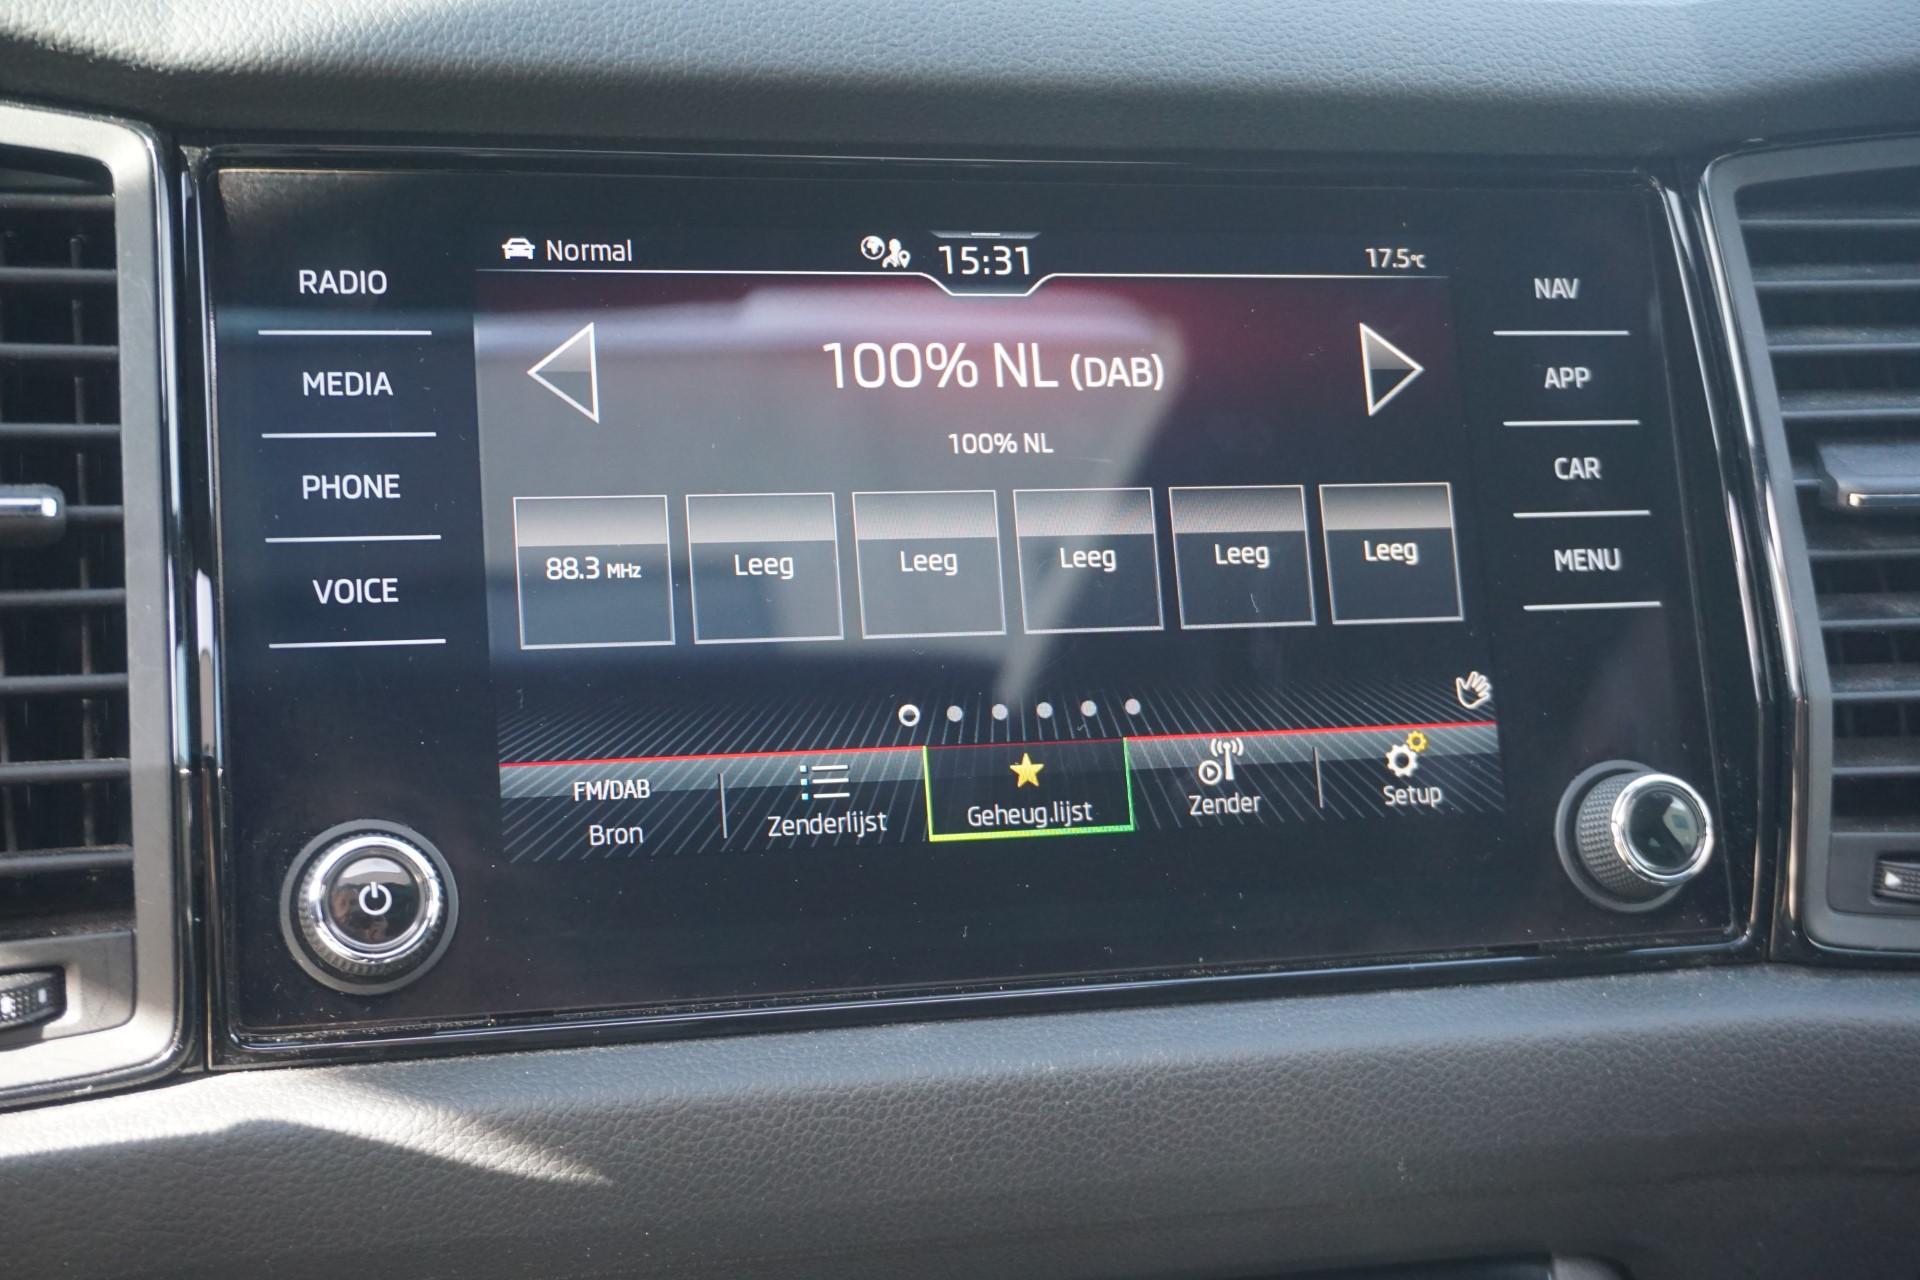 Normal 15:31 17.5°C
RADIO
MEDIA
PHONE
VOICE
100% NL (DAB)
100% NL
88.3 MHz Leeg Leeg Leeg Leeg Leeg
FM/DAB
Bron Zenderlijst Geheug.lijst Zender Setup
NAV
APP
CAR
MENU